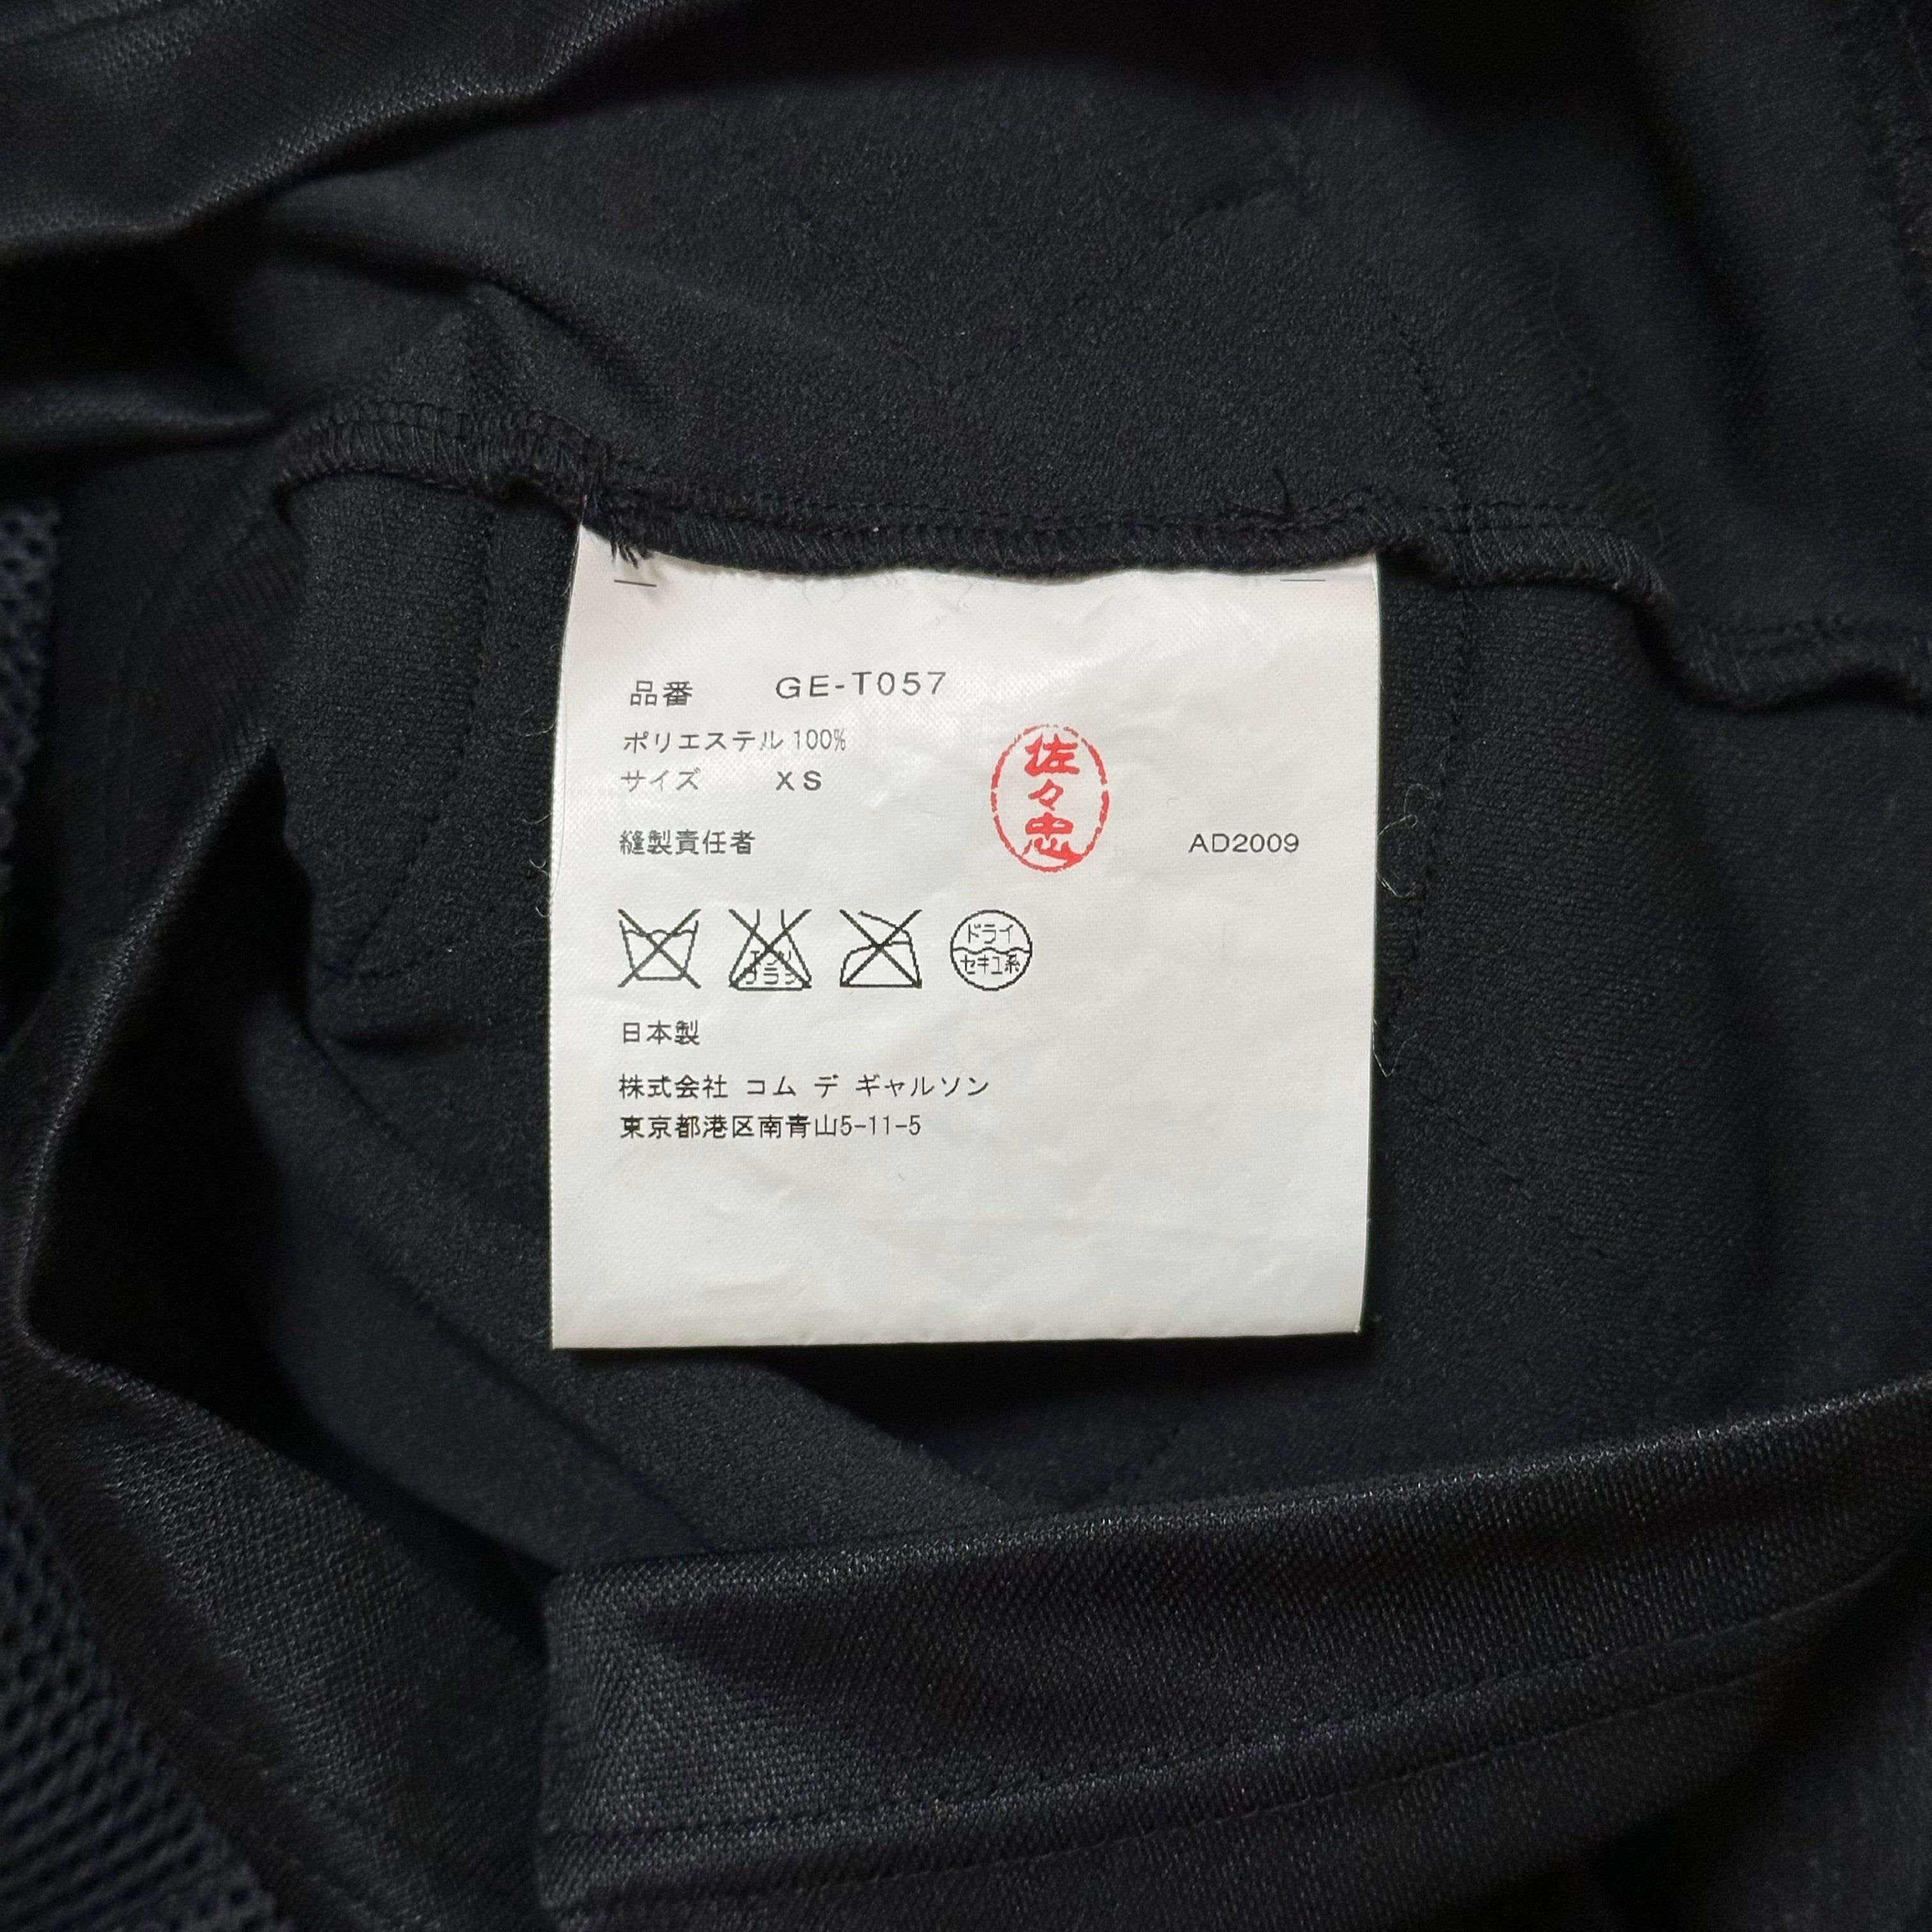 品番 GE-T057
ポリエステル 100%
サイズ XS
縫製責任者 佐々忠 AD2009
ドライ
セキユ系
日本製
株式会社 コム デ ギャルソン
東京都港区南青山5-11-5